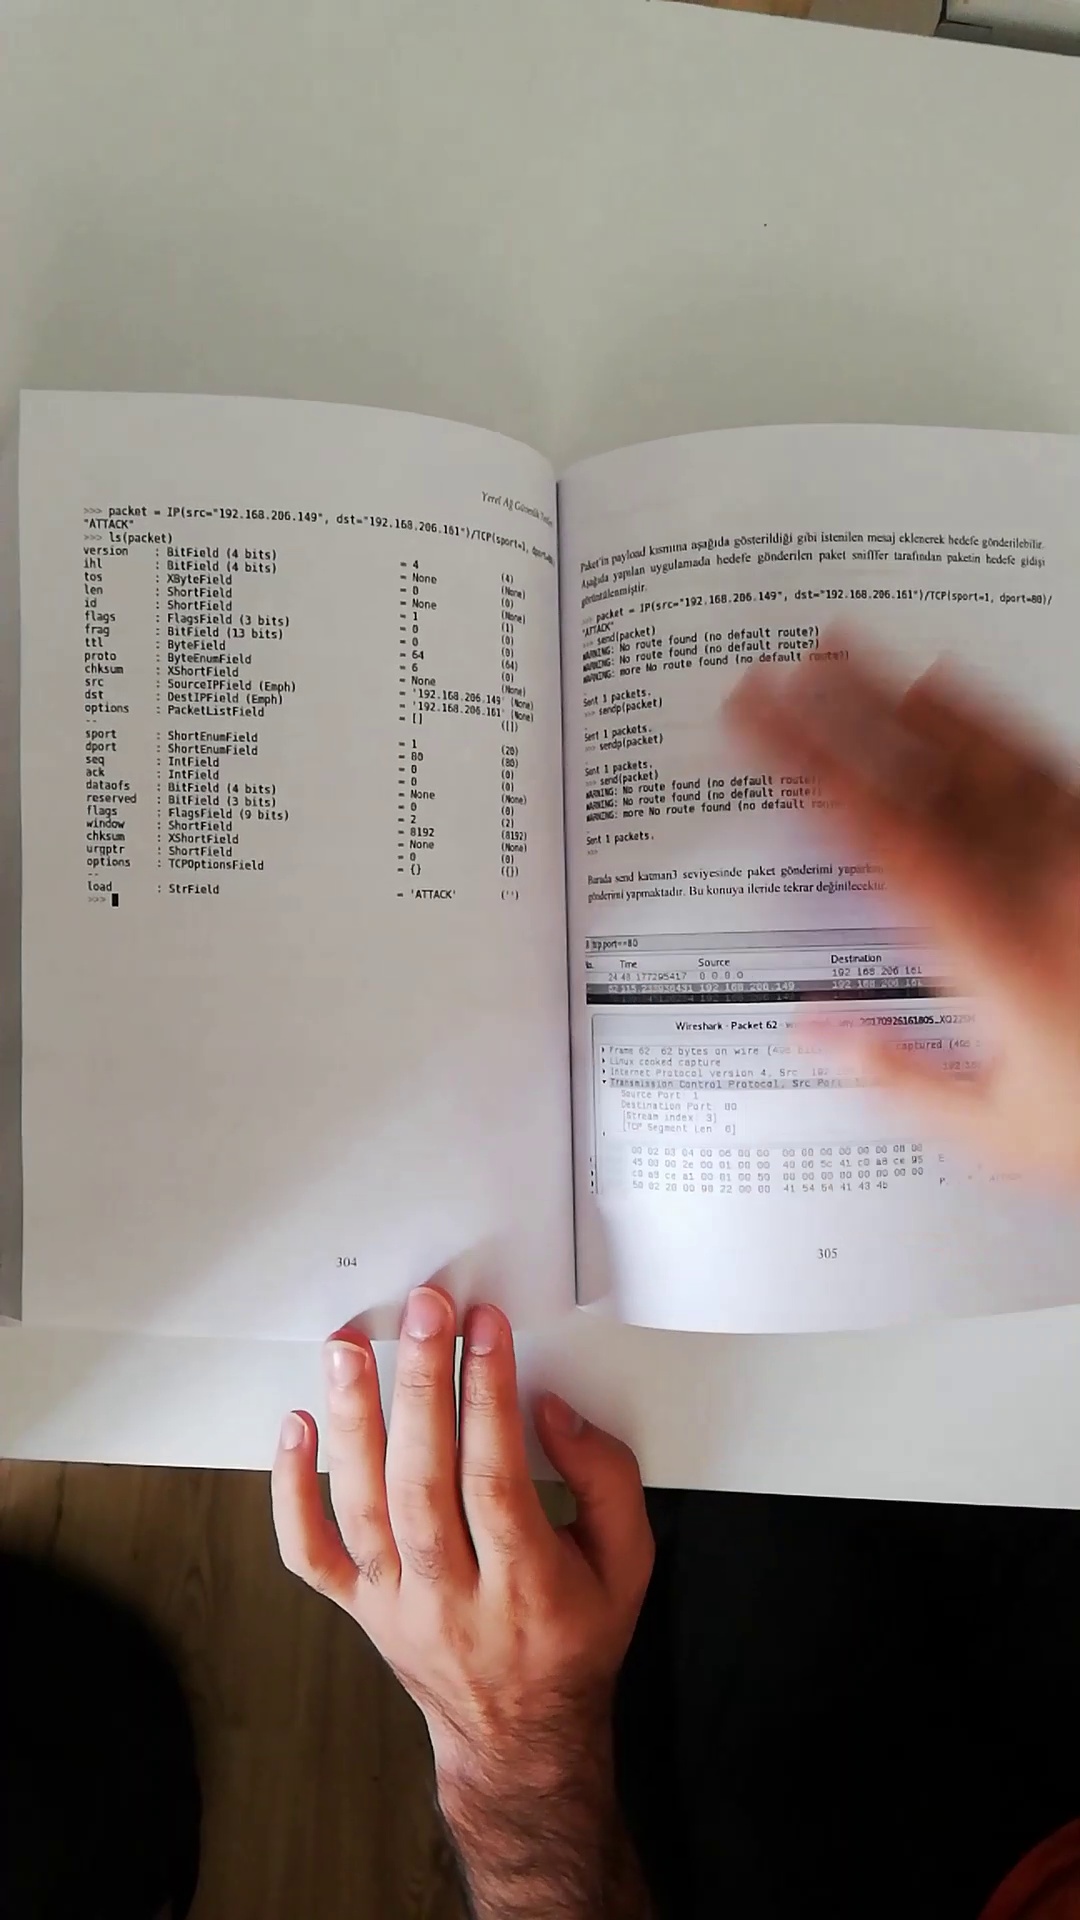 Yerel Ağ Güvenlik
>>> packet = IP(src="192.168.206.149", dst="192.168.206.161")/TCP(sport=1,
"ATTACK"
>>> ls(packet)
version : BitField (4 bits) = 4 (4)
ihl : BitField (4 bits) = None (None)
tos : XByteField = 0 (0)
len : ShortField = None (None)
id : ShortField = 1 (1)
flags : FlagsField (3 bits) = 0 (0)
frag : BitField (13 bits) = 0 (0)
ttl : ByteField = 64 (64)
proto : ByteEnumField = 6 (0)
chksum : XShortField = None (None)
src : SourceIPField (Emph) = '192.168.206.149' (None)
dst : DestIPField (Emph) = '192.168.206.161' (None)
options : PacketListField = [] ([])
--
sport : ShortEnumField = 1 (20)
dport : ShortEnumField = 80 (80)
seq : IntField = 0 (0)
ack : IntField = 0 (0)
dataofs : BitField (4 bits) = None (None)
reserved : BitField (3 bits) = 0 (0)
flags : FlagsField (9 bits) = 2 (2)
window : ShortField = 8192 (8192)
chksum : XShortField = None (None)
urgptr : ShortField = 0 (0)
options : TCPOptionsField = {} ({})
--
load : StrField = 'ATTACK' ('')
>>>
304
Paket'in payload kısmına aşağıda gösterildiği gibi istenilen mesaj eklenerek hedefe gönderilebilir.
Aşağıda yapılan uygulamada hedefe gönderilen paket snifffer tarafından paketin hedefe gidişi
görüntülenmiştir.
>>> packet = IP(src="192.168.206.149", dst="192.168.206.161")/TCP(sport=1, dport=80)/
"ATTACK"
>>> send(packet)
WARNING: No route found (no default route?)
WARNING: No route found (no default route?)
WARNING: more No route found (no default route?)
.
Sent 1 packets.
>>> sendp(packet)
.
Sent 1 packets.
>>> sendp(packet)
.
Sent 1 packets.
>>> send(packet)
WARNING: No route found (no default route?)
WARNING: No route found (no default route?)
WARNING: more No route found (no default
.
Sent 1 packets.
>>>
Burada send katman3 seviyesinde paket gönderimi yaparken
gönderimi yapmaktadır. Bu konuya ileride tekrar değinilecektir.
tcp.port==80
Time Source Destination
24 48.177295417 0.0.0.0 192.168.206.161
192.168.206.149 192.168.206.161
Wireshark · Packet 62
Frame 62: 62 bytes on wire captured
Linux cooked capture
Internet Protocol Version 4, Src:
Transmission Control Protocol, Src Port:
Source Port: 1
Destination Port: 80
[Stream index: 3]
[TCP Segment Len: 6]
00 02 03 04 00 06 00 00 00 00 00 00 00 00 08 00
45 00 00 2e 00 01 00 00 40 06 5c 41 c0 a8 ce 95
c0 a8 ce a1 00 01 00 50 00 00 00 00 00 00 00 00
50 02 20 00 98 22 00 00 41 54 54 41 43 4b
305